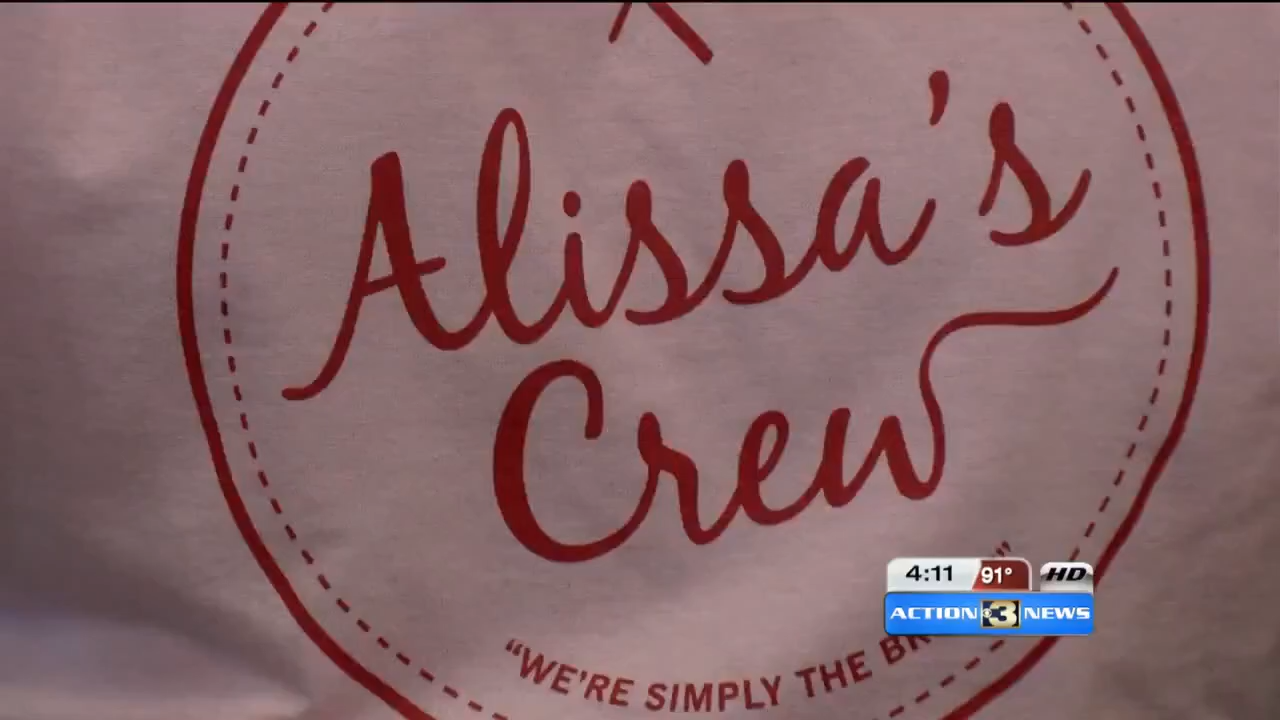 Alissa's
Crew
"WE'RE SIMPLY THE
4:11 91° HD
ACTION 3 NEWS